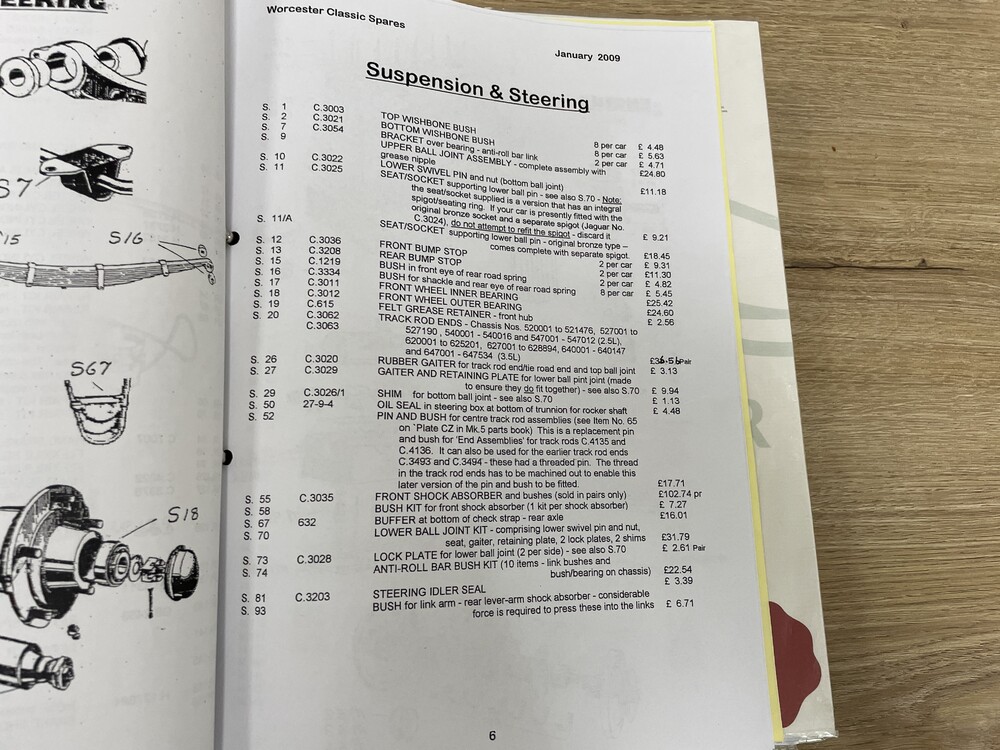 STEERING
S7
S15
S16
S67
S18
Worcester Classic Spares
January 2009
Suspension & Steering
S. 1 C.3003 TOP WISHBONE BUSH 8 per car £ 4.48
S. 2 C.3021 BOTTOM WISHBONE BUSH 8 per car £ 5.63
S. 7 C.3054 BRACKET over bearing - anti-roll bar link 2 per car £ 4.71
S. 9 UPPER BALL JOINT ASSEMBLY - complete assembly with £24.80
grease nipple
S. 10 C.3022 LOWER SWIVEL PIN and nut (bottom ball joint) £11.18
S. 11 C.3025 SEAT/SOCKET supporting lower ball pin - see also S.70 - Note:
the seat/socket supplied is a version that has an integral
spigot/seating ring. If your car is presently fitted with the
original bronze socket and a separate spigot (Jaguar No.
C.3024), do not attempt to refit the spigot - discard it £ 9.21
S. 11/A SEAT/SOCKET supporting lower ball pin - original bronze type –
comes complete with separate spigot. £18.45
S. 12 C.3036 FRONT BUMP STOP 2 per car £ 9.31
S. 13 C.3208 REAR BUMP STOP 2 per car £11.30
S. 15 C.1219 BUSH in front eye of rear road spring 2 per car £ 4.82
S. 16 C.3334 BUSH for shackle and rear eye of rear road spring 8 per car £ 5.45
S. 17 C.3011 FRONT WHEEL INNER BEARING £25.42
S. 18 C.3012 FRONT WHEEL OUTER BEARING £24.60
S. 19 C.615 FELT GREASE RETAINER - front hub £ 2.56
S. 20 C.3062 TRACK ROD ENDS - Chassis Nos. 520001 to 521476, 527001 to
C.3063 527190 , 540001 - 540016 and 547001 - 547012 (2.5L),
620001 to 625201, 627001 to 628894, 640001 - 640147
and 647001 - 647534 (3.5L) £36.56 Pair
S. 26 C.3020 RUBBER GAITER for track rod end/tie road end and top ball joint £ 3.13
S. 27 C.3029 GAITER AND RETAINING PLATE for lower ball pint joint (made
to ensure they do fit together) - see also S.70 £ 9.94
S. 29 C.3026/1 SHIM for bottom ball joint - see also S.70 £ 1.13
S. 50 27-9-4 OIL SEAL in steering box at bottom of trunnion for rocker shaft £ 4.48
S. 52 PIN AND BUSH for centre track rod assemblies (see Item No. 65
on `Plate CZ in Mk.5 parts book) This is a replacement pin
and bush for 'End Assemblies' for track rods C.4135 and
C.4136. It can also be used for the earlier track rod ends
C.3493 and C.3494 - these had a threaded pin. The thread
in the track rod ends has to be machined out to enable this
later version of the pin and bush to be fitted. £17.71
S. 55 C.3035 FRONT SHOCK ABSORBER and bushes (sold in pairs only) £102.74 pr
S. 58 BUSH KIT for front shock absorber (1 kit per shock absorber) £ 7.27
S. 67 632 BUFFER at bottom of check strap - rear axle £16.01
S. 70 LOWER BALL JOINT KIT - comprising lower swivel pin and nut,
seat, gaiter, retaining plate, 2 lock plates, 2 shims £31.79
S. 73 C.3028 LOCK PLATE for lower ball joint (2 per side) - see also S.70 £ 2.61 Pair
S. 74 ANTI-ROLL BAR BUSH KIT (10 items - link bushes and
bush/bearing on chassis) £22.54
S. 81 C.3203 STEERING IDLER SEAL £ 3.39
S. 93 BUSH for link arm - rear lever-arm shock absorber - considerable
force is required to press these into the links £ 6.71
6